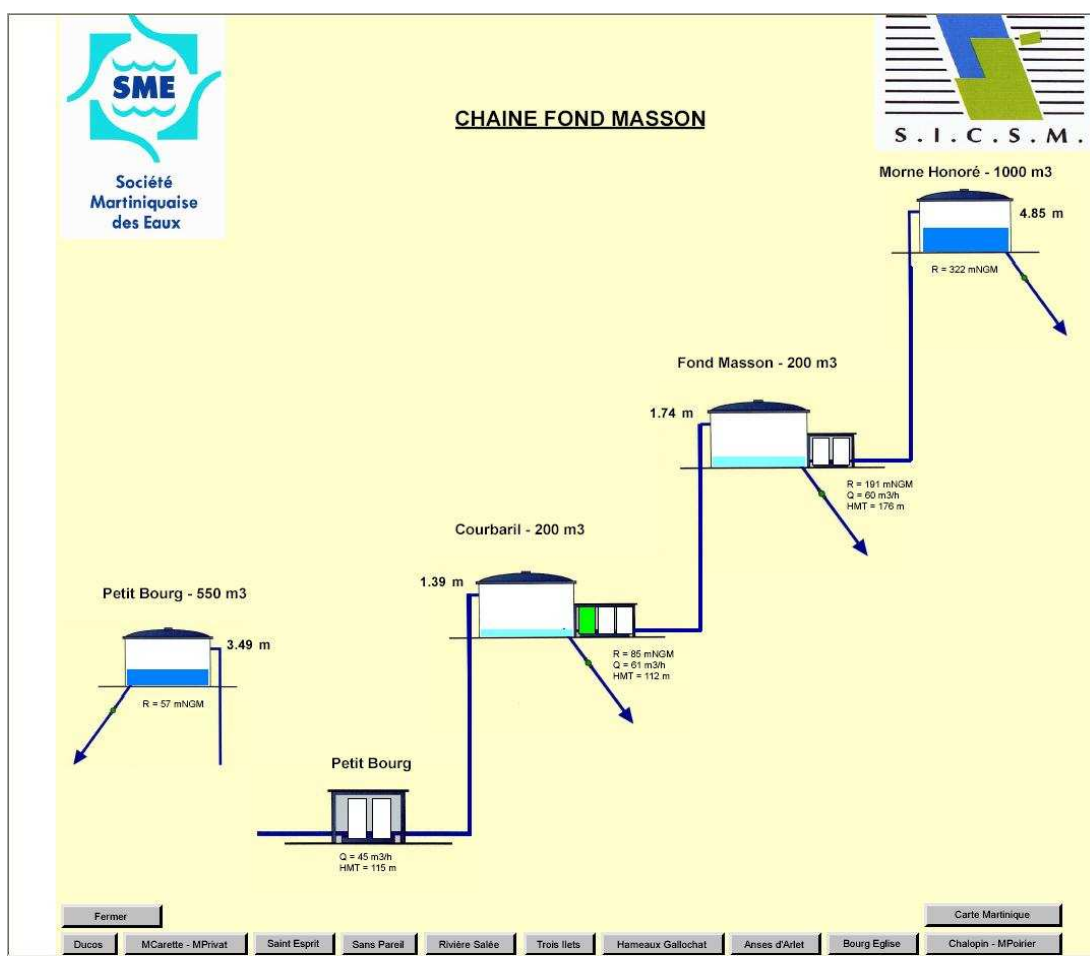 SME
Société
Martiniquaise
des Eaux
CHAINE FOND MASSON
S.I.C.S.M.
Morne Honoré - 1000 m3
4.85 m
R = 322 mNGM
Fond Masson - 200 m3
1.74 m
R = 191 mNGM
Q = 60 m3/h
HMT = 176 m
Courbaril - 200 m3
1.39 m
R = 85 mNGM
Q = 61 m3/h
HMT = 112 m
Petit Bourg - 550 m3
3.49 m
R = 57 mNGM
Petit Bourg
Q = 45 m3/h
HMT = 115 m
Fermer
Carte Martinique
Ducos
MCarette - MPrivat
Saint Esprit
Sans Pareil
Rivière Salée
Trois Ilets
Hameaux Gallochat
Anses d'Arlet
Bourg Eglise
Chalopin - MPoirier